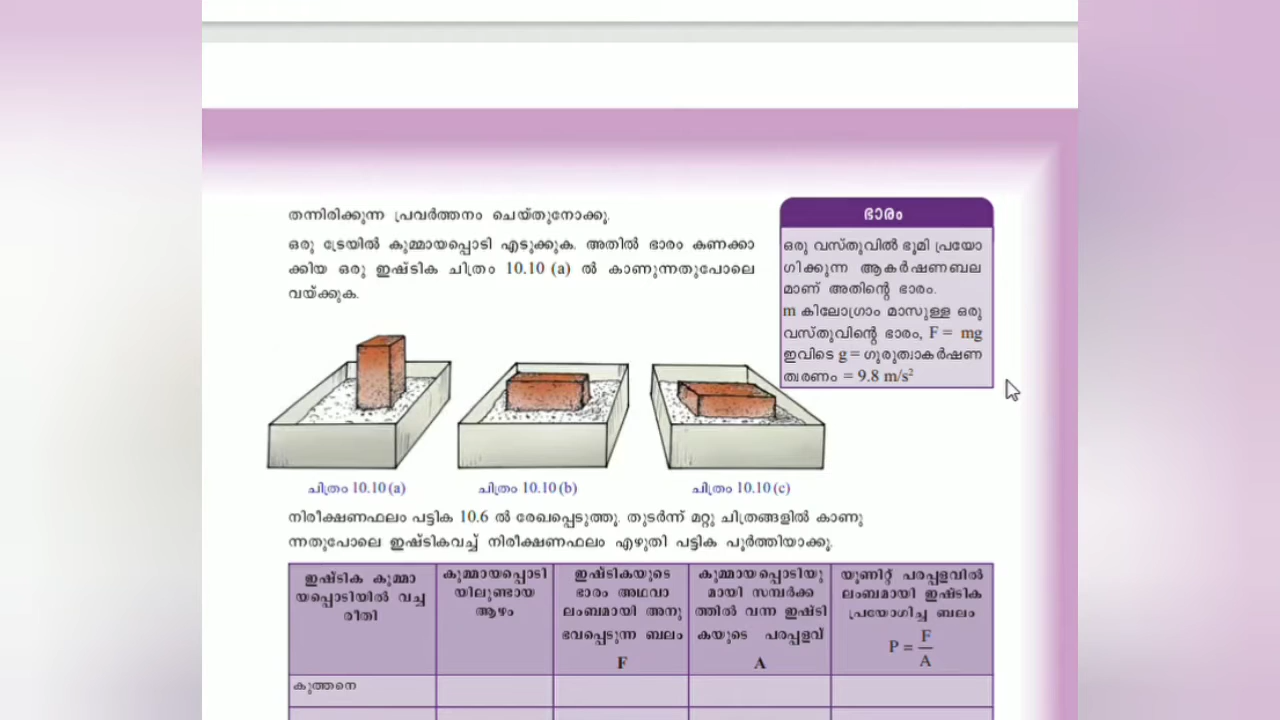 തന്നിരിക്കുന്ന പ്രവർത്തനം ചെയ്തുനോക്കൂ.
ഒരു ട്രേയിൽ കുമ്മായപ്പൊടി എടുക്കുക. അതിൽ ഭാരം കണക്കാ
ക്കിയ ഒരു ഇഷ്ടിക ചിത്രം 10.10 (a) ൽ കാണുന്നതുപോലെ
വയ്ക്കുക.
ഭാരം
ഒരു വസ്തുവിൽ ഭൂമി പ്രയോ
ഗിക്കുന്ന ആകർഷണബല
മാണ് അതിന്റെ ഭാരം.
m കിലോഗ്രാം മാസുള്ള ഒരു
വസ്തുവിന്റെ ഭാരം, F = mg
ഇവിടെ g = ഗുരുത്വാകർഷണ
ത്വരണം = 9.8 m/s²
ചിത്രം 10.10 (a)
ചിത്രം 10.10 (b)
ചിത്രം 10.10 (c)
നിരീക്ഷണഫലം പട്ടിക 10.6 ൽ രേഖപ്പെടുത്തൂ. തുടർന്ന് മറ്റു ചിത്രങ്ങളിൽ കാണു
ന്നതുപോലെ ഇഷ്ടികവച്ച് നിരീക്ഷണഫലം എഴുതി പട്ടിക പൂർത്തിയാക്കൂ.
ഇഷ്ടിക കുമ്മാ
യപ്പൊടിയിൽ വച്ച
രീതി
കുമ്മായപ്പൊടി
യിലുണ്ടായ
ആഴം
ഇഷ്ടികയുടെ
ഭാരം അഥവാ
ലംബമായി അനു
ഭവപ്പെടുന്ന ബലം
F
കുമ്മായപ്പൊടിയു
മായി സമ്പർക്ക
ത്തിൽ വന്ന ഇഷ്ടി
കയുടെ പരപ്പളവ്
A
യൂണിറ്റ് പരപ്പളവിൽ
ലംബമായി ഇഷ്ടിക
പ്രയോഗിച്ച ബലം
P = F/A
കുത്തനെ